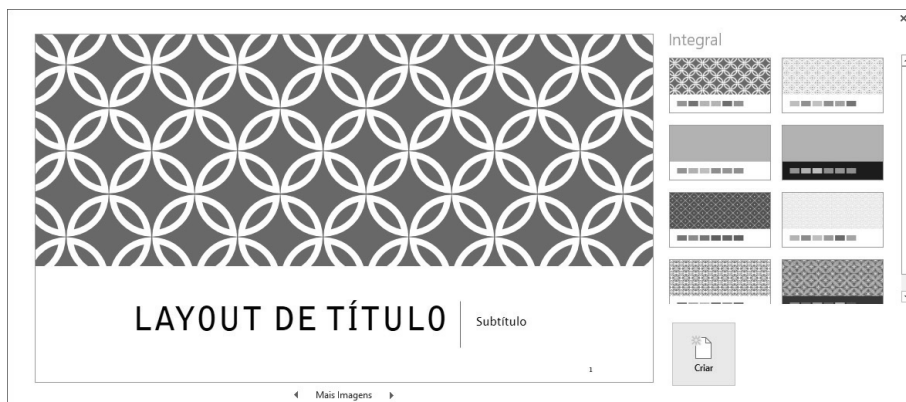 Integral
LAYOUT DE TÍTULO
Subtítulo
1
Criar
Mais Imagens